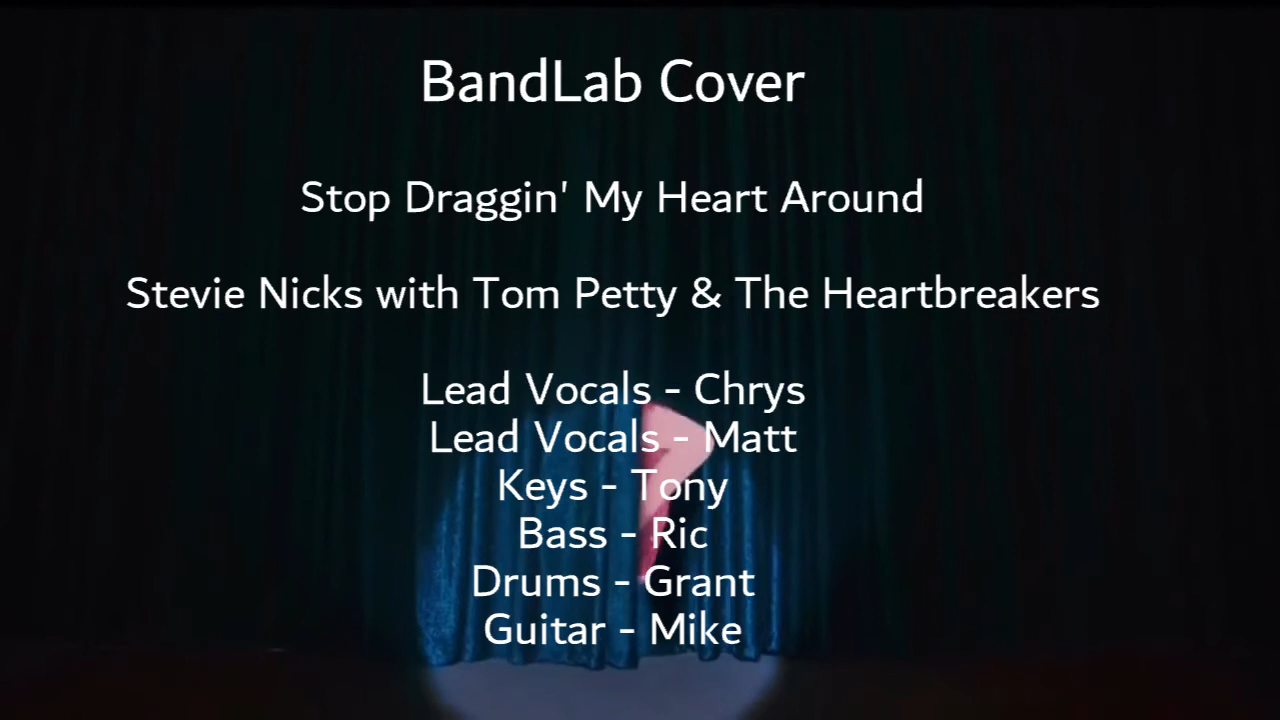 BandLab Cover
Stop Draggin' My Heart Around
Stevie Nicks with Tom Petty & The Heartbreakers
Lead Vocals - Chrys
Lead Vocals - Matt
Keys - Tony
Bass - Ric
Drums - Grant
Guitar - Mike